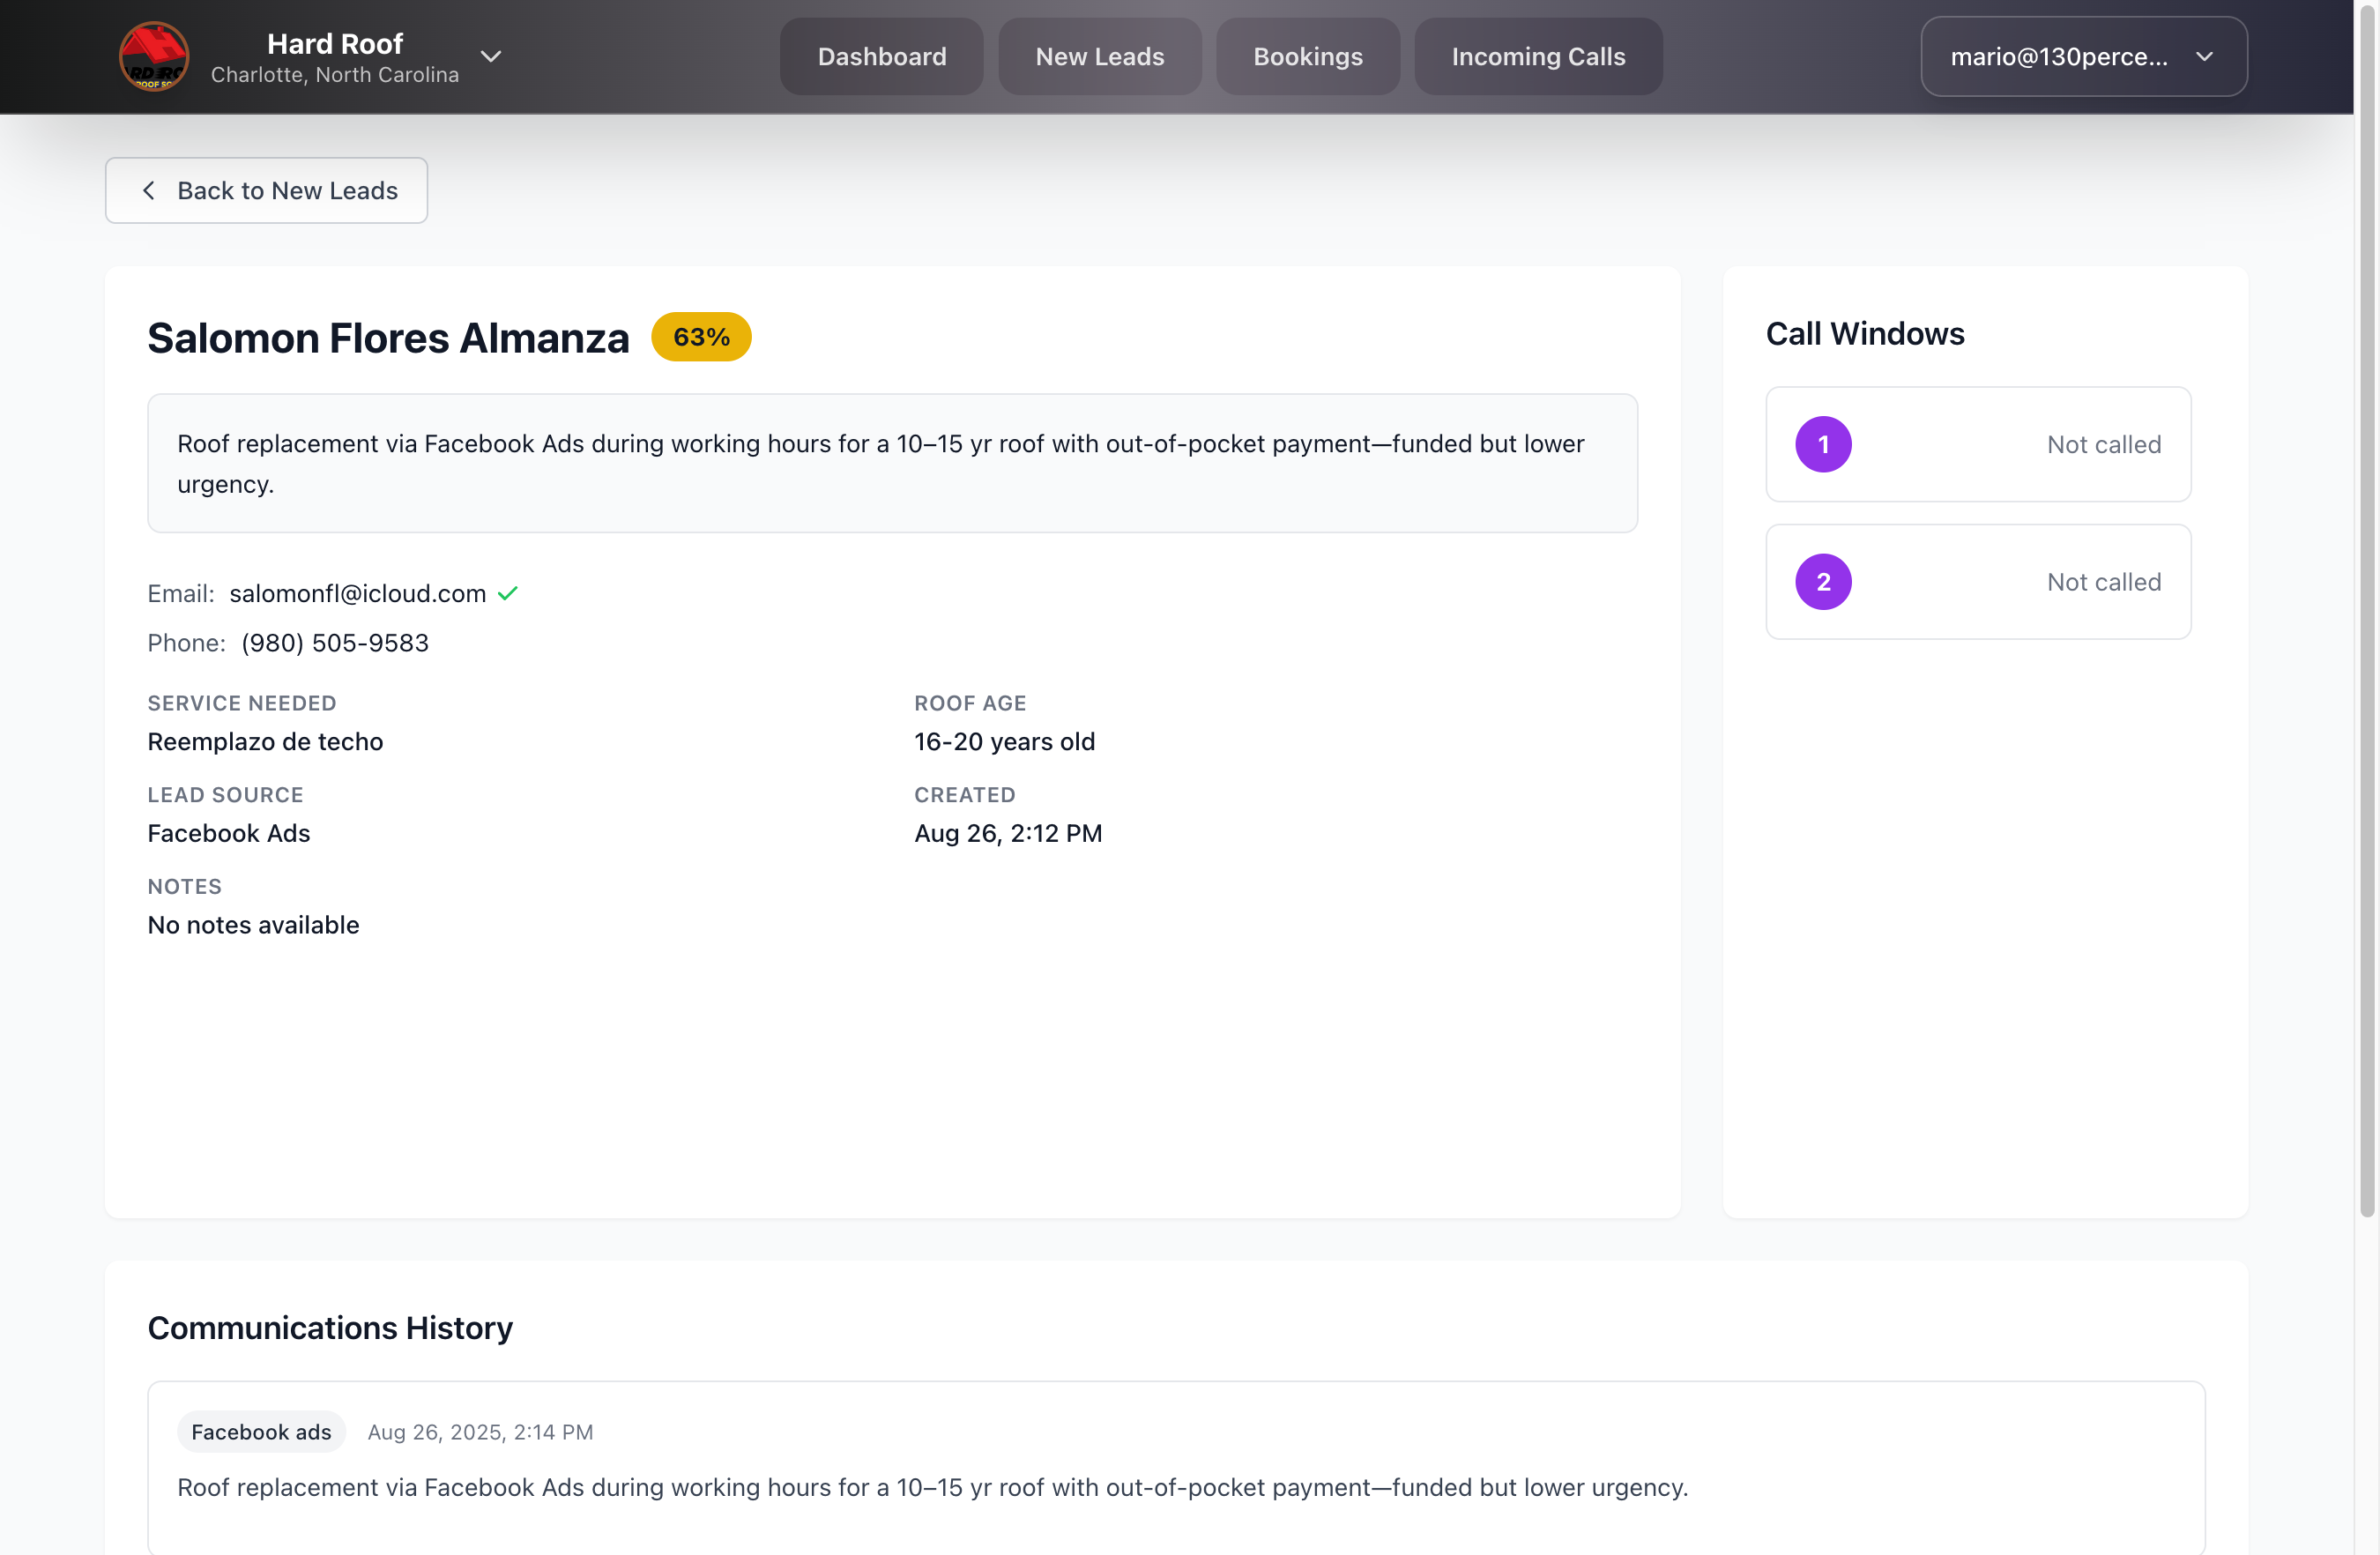 Hard Roof
Charlotte, North Carolina
Dashboard
New Leads
Bookings
Incoming Calls
mario@130perce...
Back to New Leads
Salomon Flores Almanza
63%
Roof replacement via Facebook Ads during working hours for a 10–15 yr roof with out-of-pocket payment—funded but lower
urgency.
Email: salomonfl@icloud.com
Phone: (980) 505-9583
SERVICE NEEDED
Reemplazo de techo
ROOF AGE
16-20 years old
LEAD SOURCE
Facebook Ads
CREATED
Aug 26, 2:12 PM
NOTES
No notes available
Call Windows
1
Not called
2
Not called
Communications History
Facebook ads
Aug 26, 2025, 2:14 PM
Roof replacement via Facebook Ads during working hours for a 10–15 yr roof with out-of-pocket payment—funded but lower urgency.